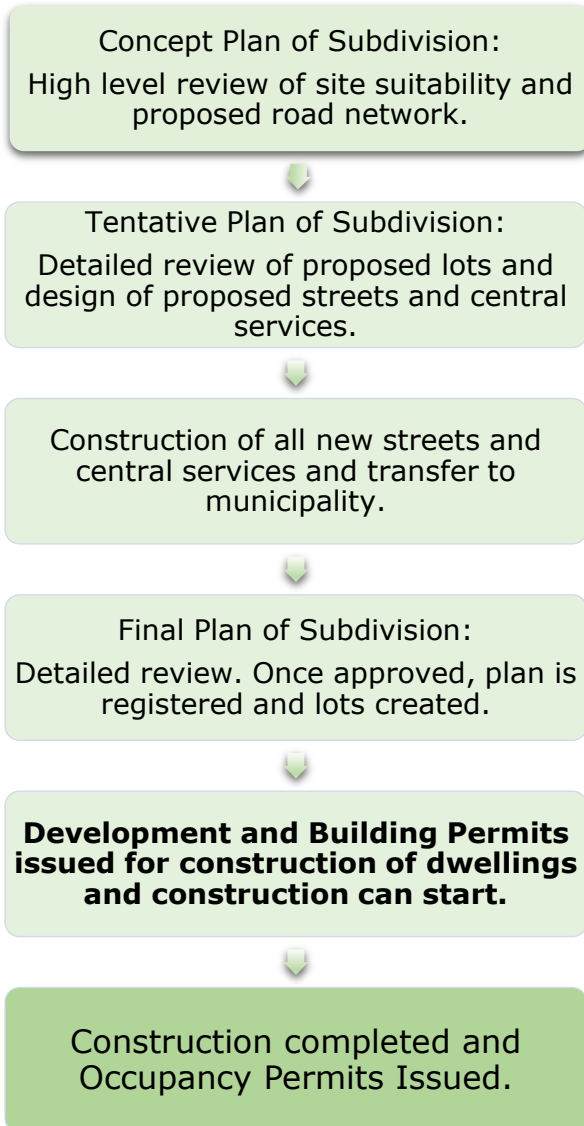 Concept Plan of Subdivision:
High level review of site suitability and
proposed road network.
Tentative Plan of Subdivision:
Detailed review of proposed lots and
design of proposed streets and central
services.
Construction of all new streets and
central services and transfer to
municipality.
Final Plan of Subdivision:
Detailed review. Once approved, plan is
registered and lots created.
Development and Building Permits
issued for construction of dwellings
and construction can start.
Construction completed and
Occupancy Permits Issued.